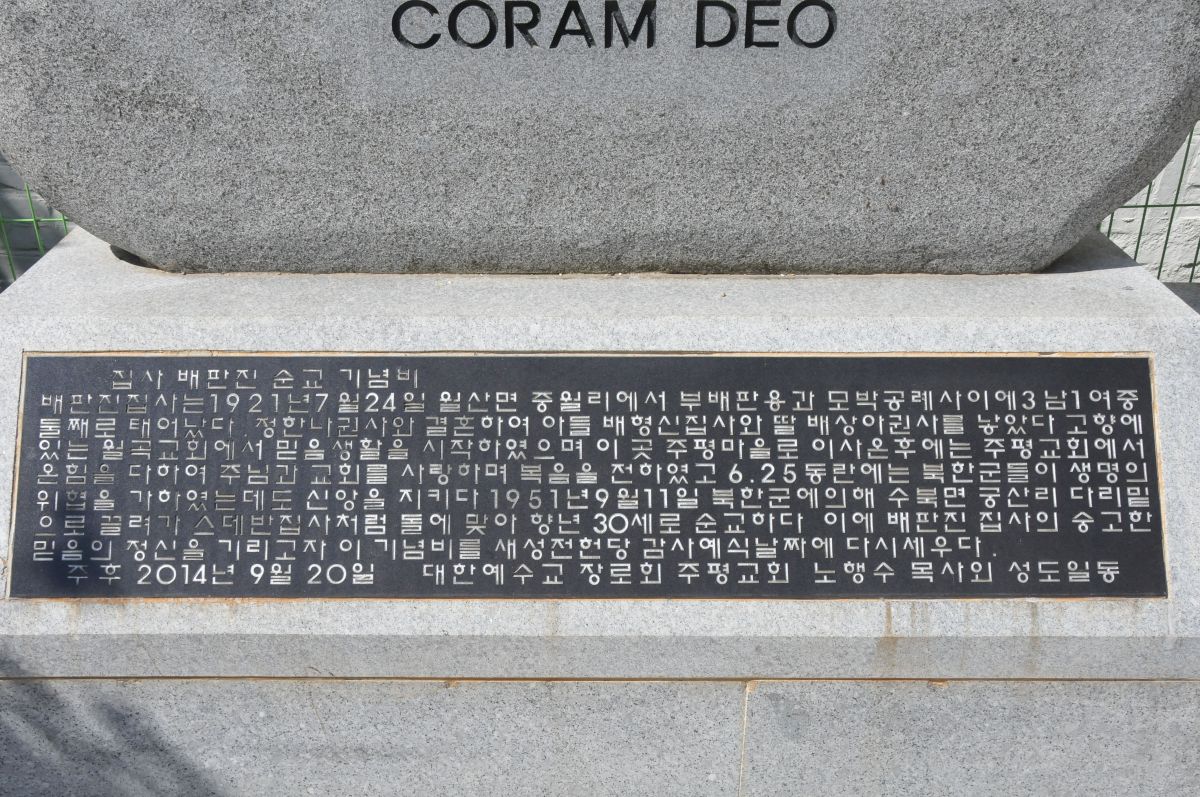 CORAM DEO
집사 배판진 순교 기념비
배판진집사는1921년7월24일 월산면 중월리에서 부배판용과 모박공례사이에3남1여중
둘째로 태어났다 정한나권사와 결혼하여 아들 배형신집사와 딸 배상아권사를 낳았다 고향에
있는 월곡교회에서 믿음생활을 시작하였으며 이 곳 주평마을로 이사온후에는 주평교회에서
온힘을 다하여 주님과 교회를 사랑하며 복음을 전하였고 6.25동란에는 북한군들이 생명의
위협을 가하였는데도 신앙을 지키다 1951년9월11일 북한군에의해 수북면 궁산리 다리밑
으로 끌려가 스데반집사처럼 돌에 맞아 향년 30세로 순교하다 이에 배판진 집사의 숭고한
믿음의 정신을 기리고자 이 기념비를 새성전헌당 감사예식날짜에 다시세우다.
주후 2014년 9월 20일 대한예수교 장로회 주평교회 노행수 목사외 성도일동